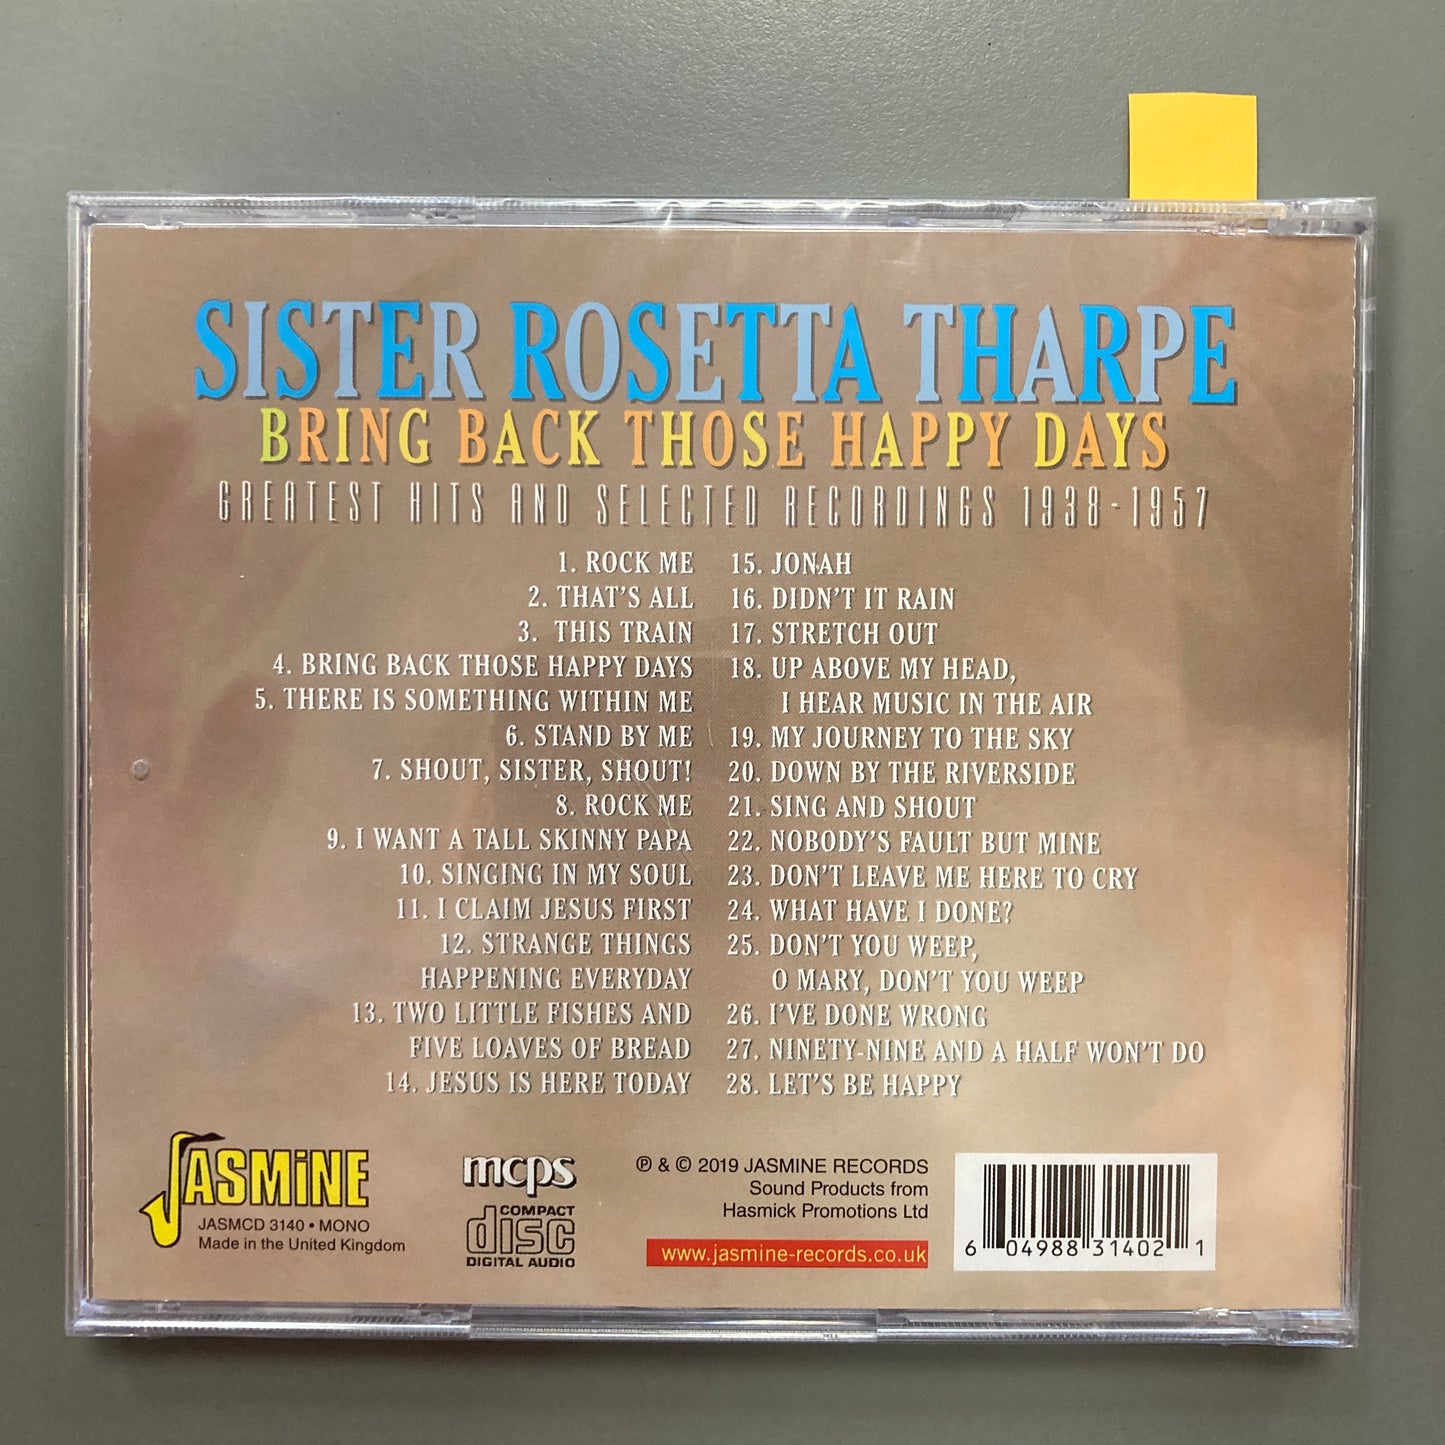 SISTER ROSETTA THARPE
BRING BACK THOSE HAPPY DAYS
GREATEST HITS AND SELECTED RECORDINGS 1938-1957
1. ROCK ME
2. THAT'S ALL
3. THIS TRAIN
4. BRING BACK THOSE HAPPY DAYS
5. THERE IS SOMETHING WITHIN ME
6. STAND BY ME
7. SHOUT, SISTER, SHOUT!
8. ROCK ME
9. I WANT A TALL SKINNY PAPA
10. SINGING IN MY SOUL
11. I CLAIM JESUS FIRST
12. STRANGE THINGS
HAPPENING EVERYDAY
13. TWO LITTLE FISHES AND
FIVE LOAVES OF BREAD
14. JESUS IS HERE TODAY
15. JONAH
16. DIDN'T IT RAIN
17. STRETCH OUT
18. UP ABOVE MY HEAD,
I HEAR MUSIC IN THE AIR
19. MY JOURNEY TO THE SKY
20. DOWN BY THE RIVERSIDE
21. SING AND SHOUT
22. NOBODY'S FAULT BUT MINE
23. DON'T LEAVE ME HERE TO CRY
24. WHAT HAVE I DONE?
25. DON'T YOU WEEP,
O MARY, DON'T YOU WEEP
26. I'VE DONE WRONG
27. NINETY-NINE AND A HALF WON'T DO
28. LET'S BE HAPPY
JASMiNE
JASMCD 3140 • MONO
Made in the United Kingdom
mcps
COMPACT
disc
DIGITAL AUDIO
℗ & © 2019 JASMINE RECORDS
Sound Products from
Hasmick Promotions Ltd
www.jasmine-records.co.uk
6 04988 31402 1